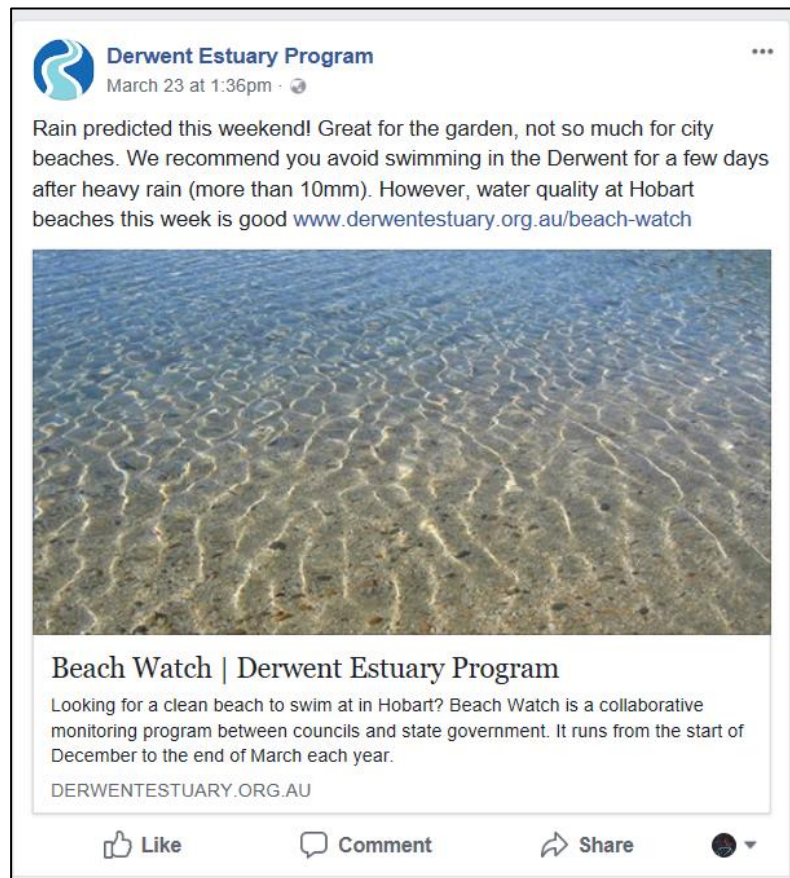 Derwent Estuary Program
March 23 at 1:36pm ·
Rain predicted this weekend! Great for the garden, not so much for city
beaches. We recommend you avoid swimming in the Derwent for a few days
after heavy rain (more than 10mm). However, water quality at Hobart
beaches this week is good www.derwentestuary.org.au/beach-watch
Beach Watch | Derwent Estuary Program
Looking for a clean beach to swim at in Hobart? Beach Watch is a collaborative
monitoring program between councils and state government. It runs from the start of
December to the end of March each year.
DERWENTESTUARY.ORG.AU
Like Comment Share